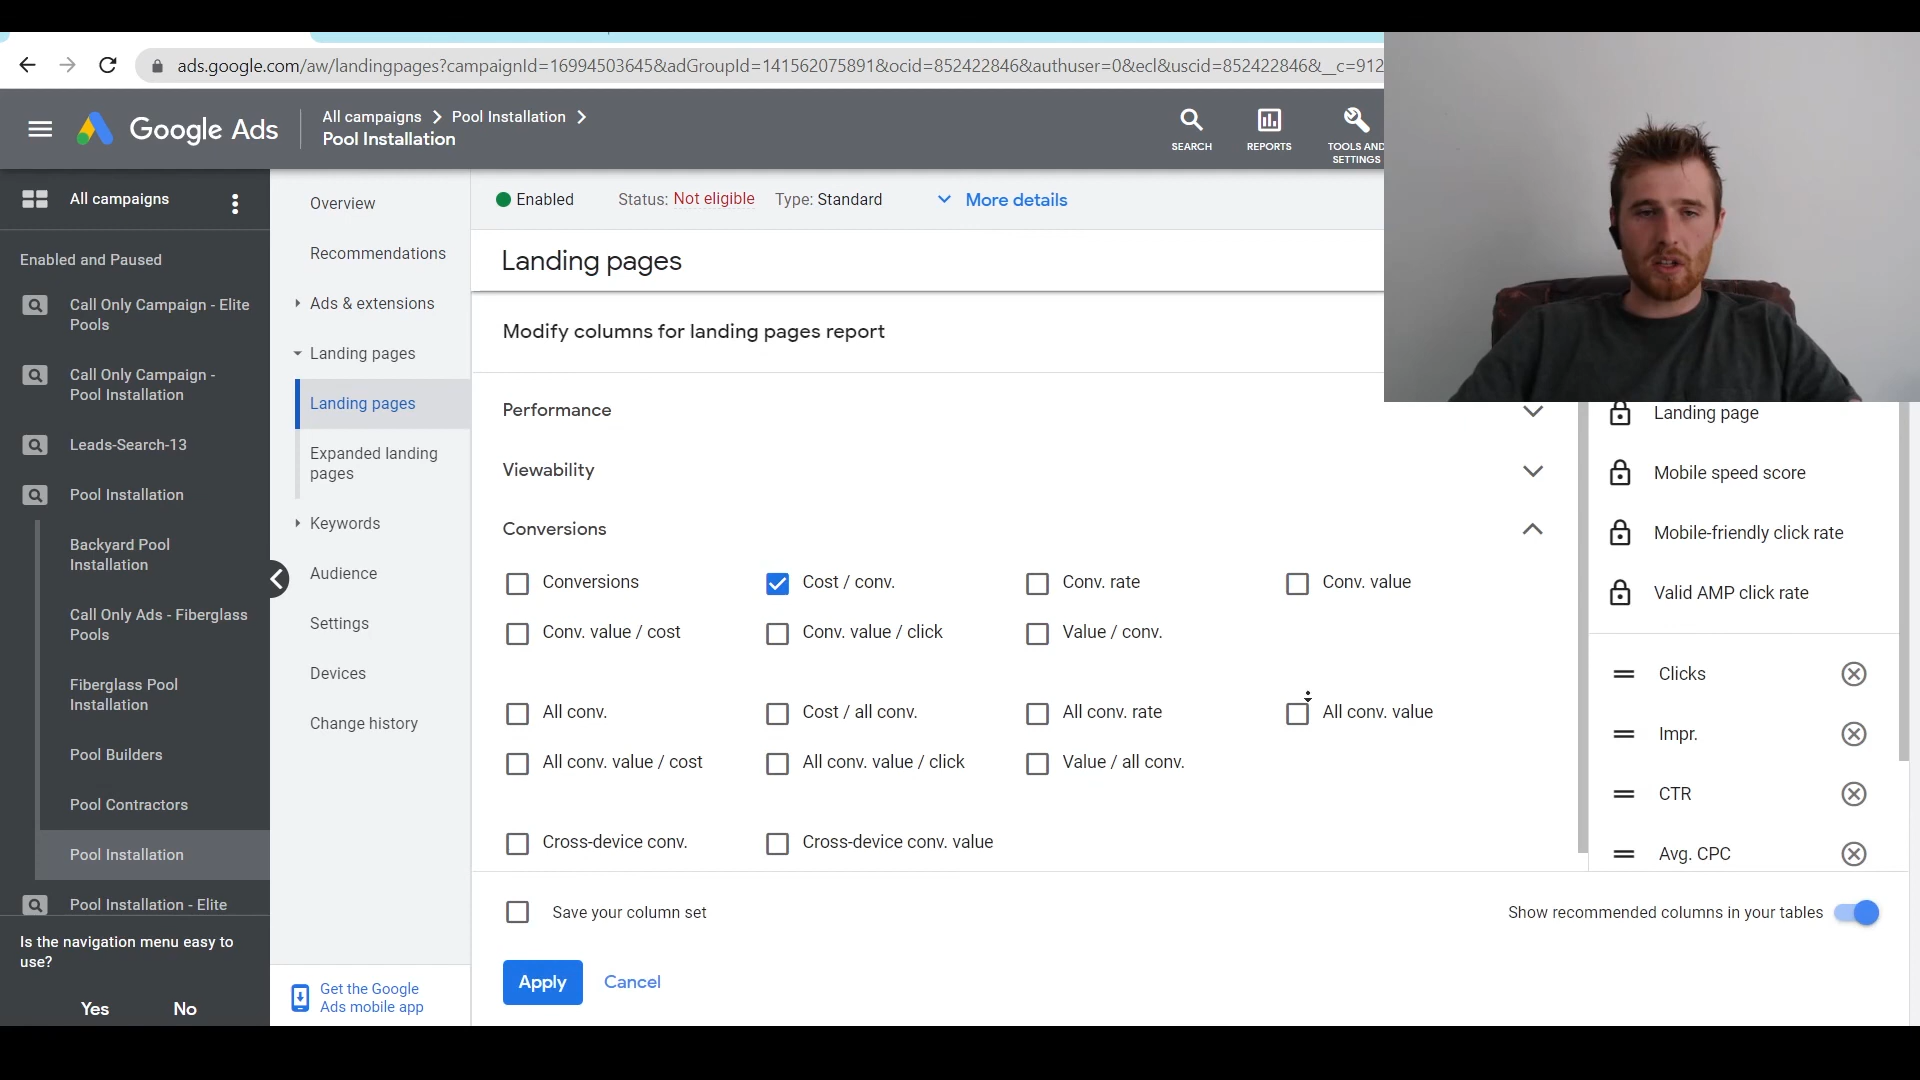 ads.google.com/aw/landingpages?campaignId=16994503645&adGroupId=141562075891&ocid=852422846&authuser=0&ecl&uscid=852422846&__c=912
Google Ads
All campaigns > Pool Installation >
Pool Installation
SEARCH
REPORTS
TOOLS AND
SETTINGS
All campaigns
Enabled and Paused
Call Only Campaign - Elite
Pools
Call Only Campaign -
Pool Installation
Leads-Search-13
Pool Installation
Backyard Pool
Installation
Call Only Ads - Fiberglass
Pools
Fiberglass Pool
Installation
Pool Builders
Pool Contractors
Pool Installation
Pool Installation - Elite
Is the navigation menu easy to
use?
Yes
No
Overview
Recommendations
Ads & extensions
Landing pages
Landing pages
Expanded landing
pages
Keywords
Audience
Settings
Devices
Change history
Get the Google
Ads mobile app
Enabled
Status: Not eligible
Type: Standard
More details
Landing pages
Modify columns for landing pages report
Performance
Viewability
Conversions
Conversions
Cost / conv.
Conv. rate
Conv. value
Conv. value / cost
Conv. value / click
Value / conv.
All conv.
Cost / all conv.
All conv. rate
All conv. value
All conv. value / cost
All conv. value / click
Value / all conv.
Cross-device conv.
Cross-device conv. value
Landing page
Mobile speed score
Mobile-friendly click rate
Valid AMP click rate
Clicks
Impr.
CTR
Avg. CPC
Save your column set
Show recommended columns in your tables
Apply
Cancel